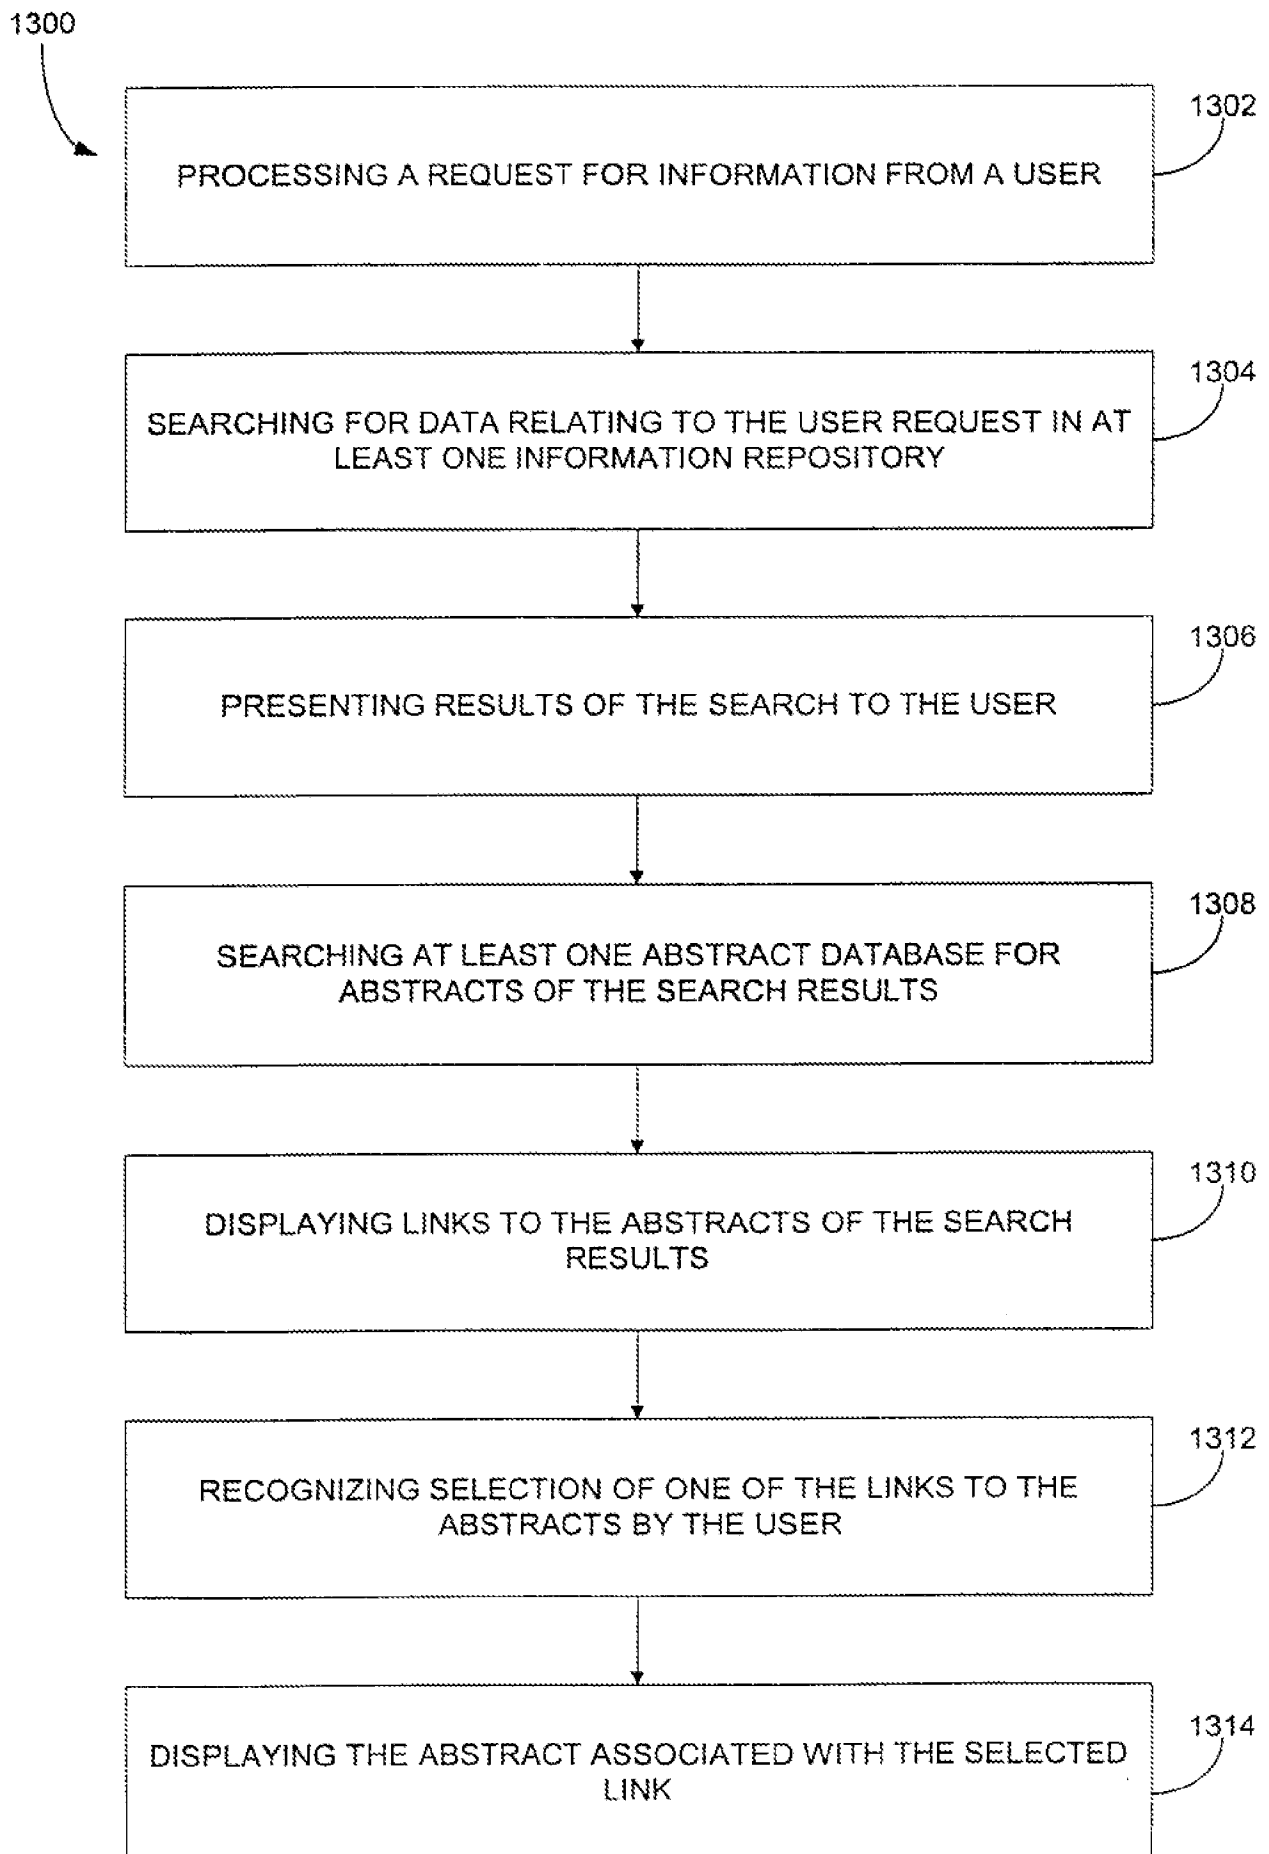 1300
1302
PROCESSING A REQUEST FOR INFORMATION FROM A USER
1304
SEARCHING FOR DATA RELATING TO THE USER REQUEST IN AT
LEAST ONE INFORMATION REPOSITORY
1306
PRESENTING RESULTS OF THE SEARCH TO THE USER
1308
SEARCHING AT LEAST ONE ABSTRACT DATABASE FOR
ABSTRACTS OF THE SEARCH RESULTS
1310
DISPLAYING LINKS TO THE ABSTRACTS OF THE SEARCH
RESULTS
1312
RECOGNIZING SELECTION OF ONE OF THE LINKS TO THE
ABSTRACTS BY THE USER
1314
DISPLAYING THE ABSTRACT ASSOCIATED WITH THE SELECTED
LINK